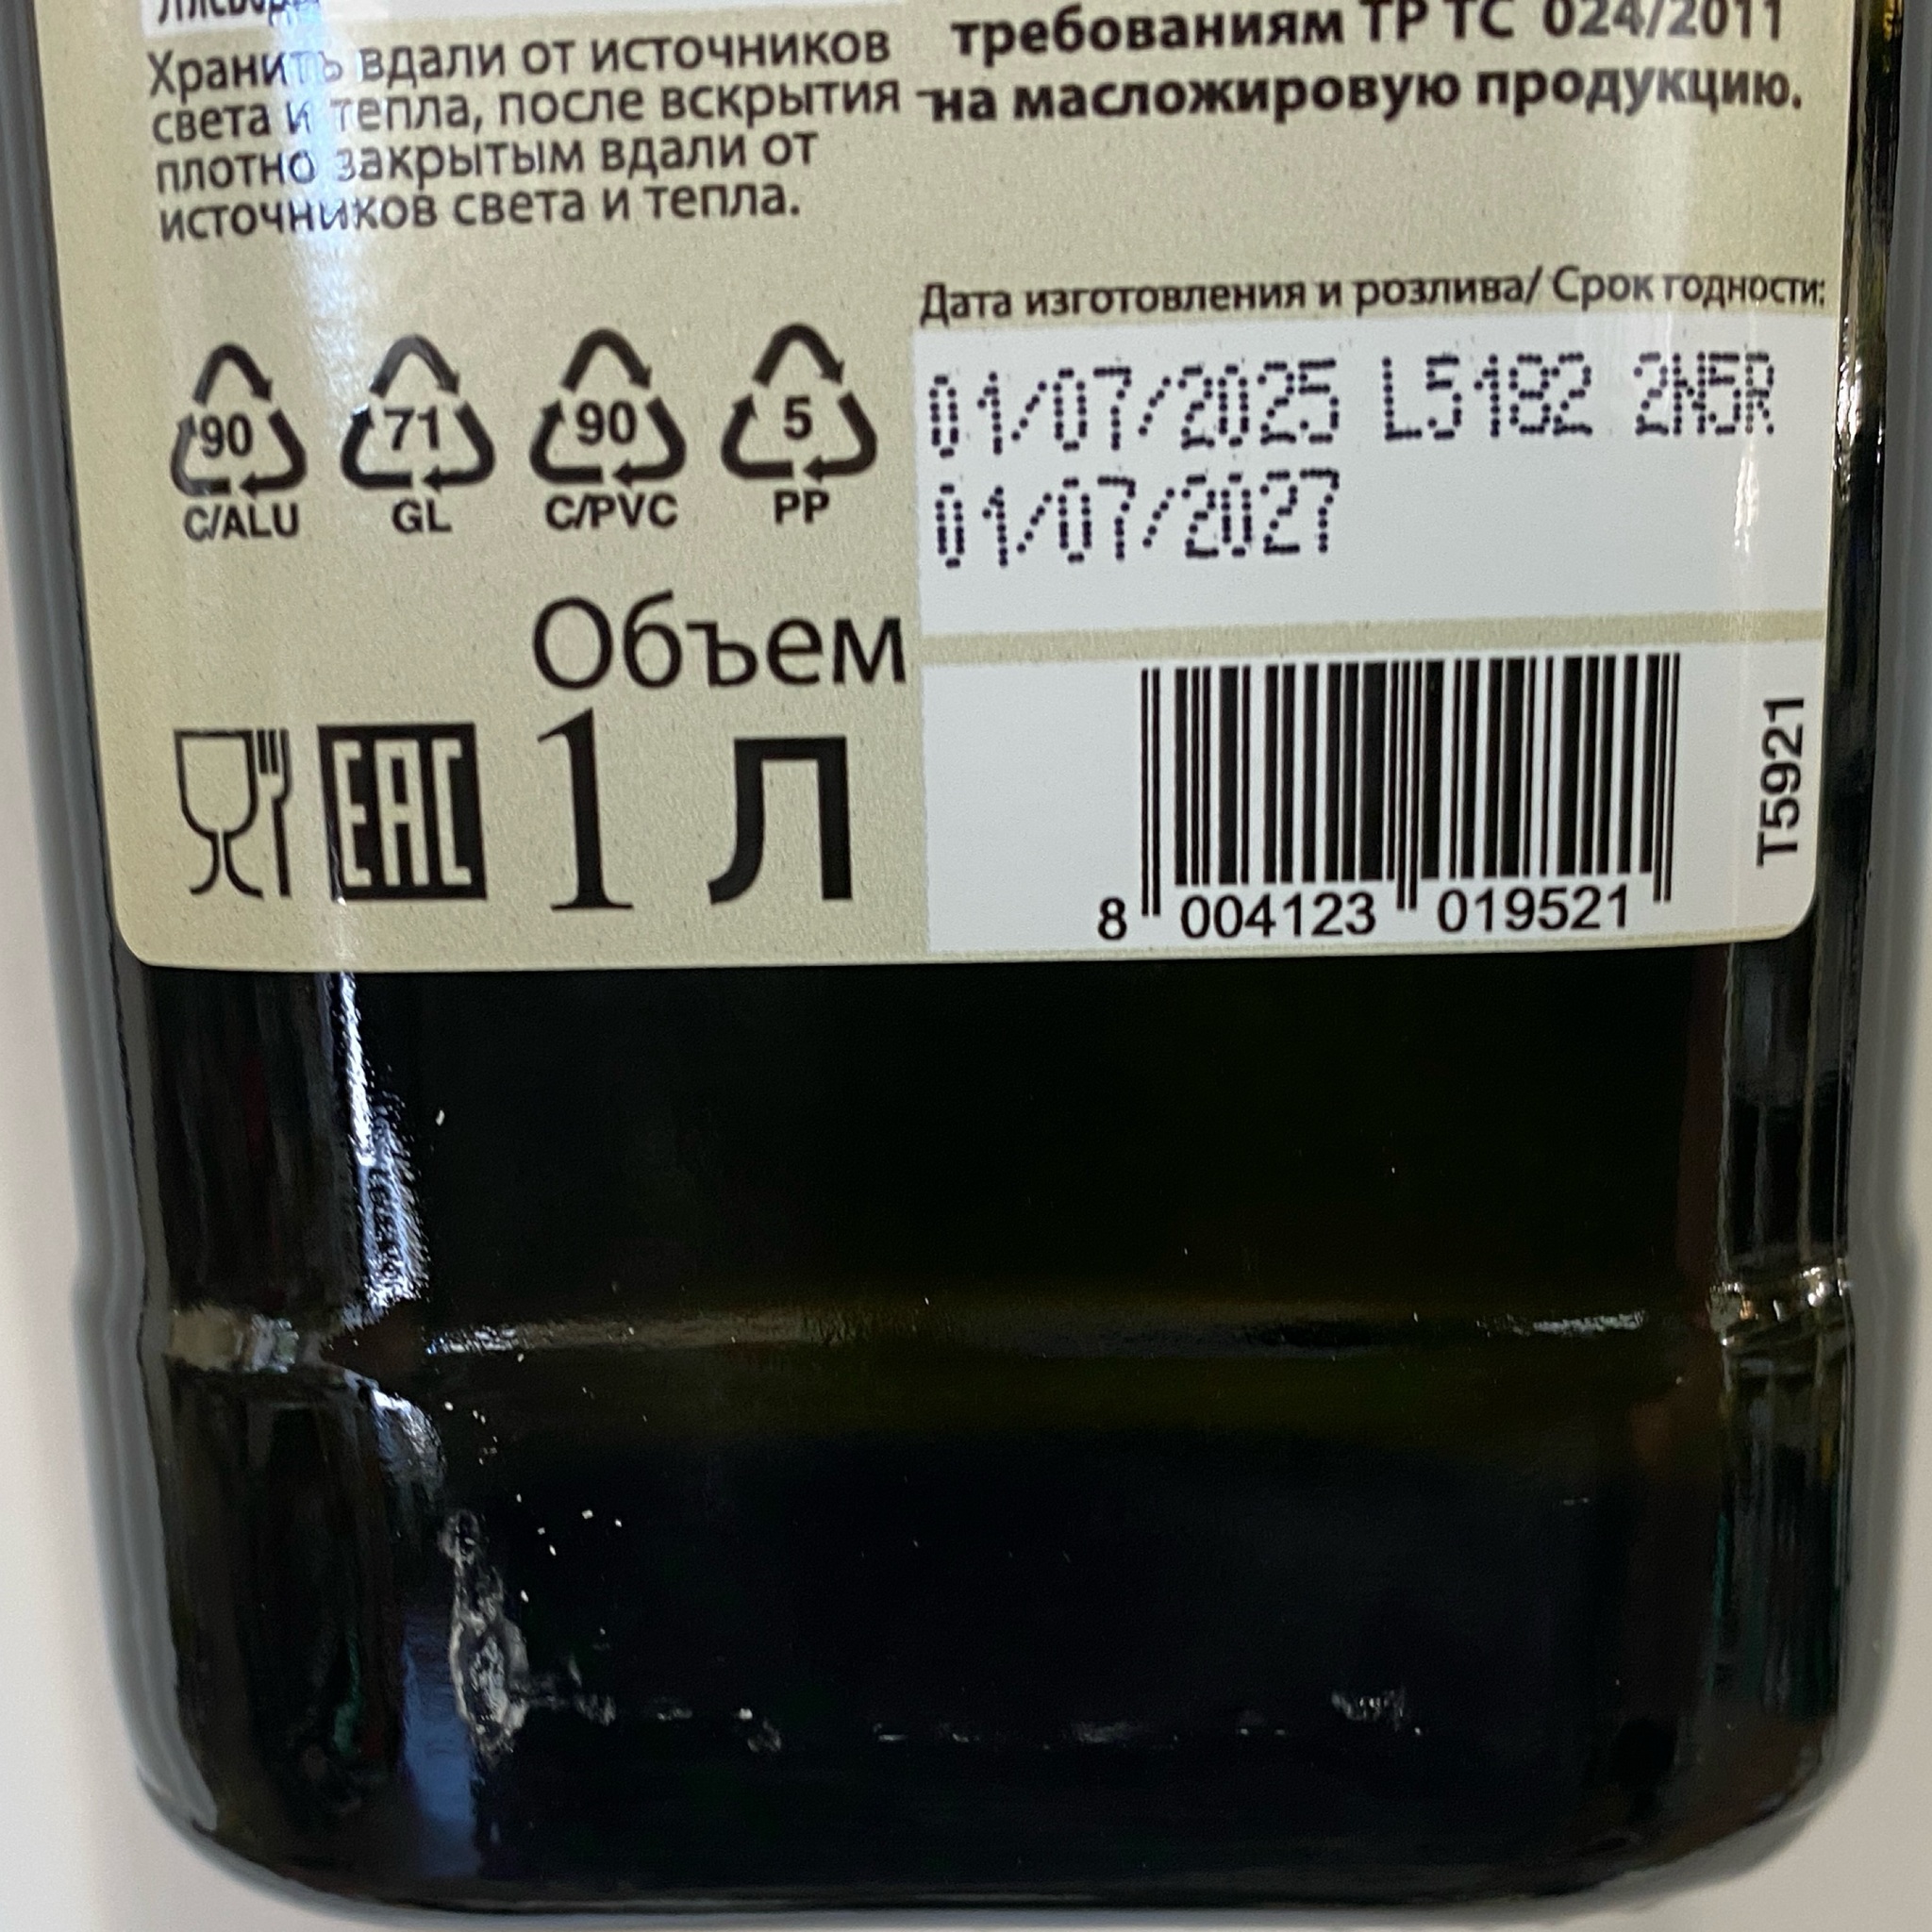 Хранить вдали от источников
света и тепла, после вскрытия
плотно закрытым вдали от
источников света и тепла.
требованиям ТР ТС 024/2011
на масложировую продукцию.
90
C/ALU
71
GL
90
C/PVC
5
PP
Дата изготовления и розлива/ Срок годности:
01/07/2025 L5182 2N5R
01/07/2027
Объем
1 л
EAC
8 004123 019521
T5921